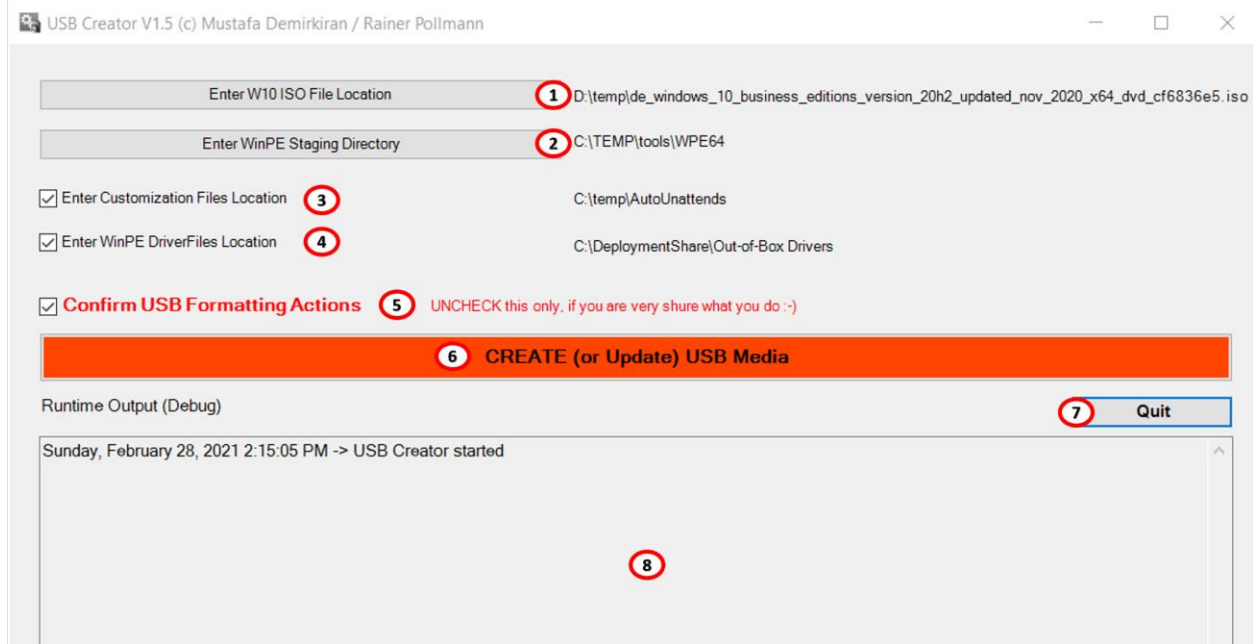 USB Creator V1.5 (c) Mustafa Demirkiran / Rainer Pollmann
Enter W10 ISO File Location 1 D:\temp\de_windows_10_business_editions_version_20h2_updated_nov_2020_x64_dvd_cf6836e5.iso
Enter WinPE Staging Directory 2 C:\TEMP\tools\WPE64
Enter Customization Files Location 3 C:\temp\AutoUnattends
Enter WinPE DriverFiles Location 4 C:\DeploymentShare\Out-of-Box Drivers
Confirm USB Formatting Actions 5 UNCHECK this only, if you are very shure what you do :-)
6 CREATE (or Update) USB Media
Runtime Output (Debug) 7 Quit
Sunday, February 28, 2021 2:15:05 PM -> USB Creator started
8